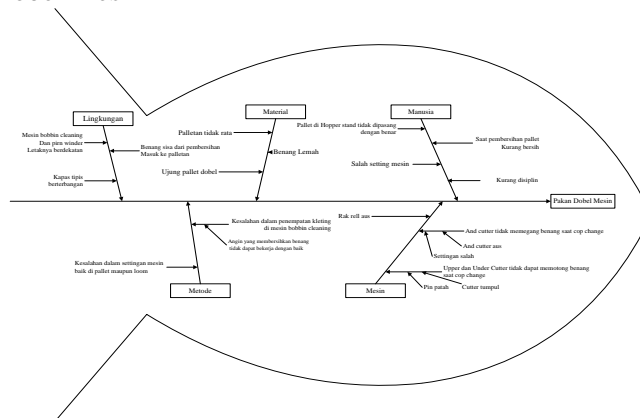 Lingkungan
Material
Manusia
Mesin bobbin cleaning
Dan pirn winder
Letaknya berdekatan
Benang sisa dari pembersihan
Masuk ke palletan
Kapas tipis
berterbangan
Palletan tidak rata
Benang Lemah
Ujung pallet dobel
Pallet di Hopper stand tidak dipasang
dengan benar
Saat pembersihan pallet
Kurang bersih
Salah setting mesin
Kurang disiplin
Pakan Dobel Mesin
Kesalahan dalam penempatan kleting
di mesin bobbin cleaning
Angin yang membersihkan benang
tidak dapat bekerja dengan baik
Kesalahan dalam settingan mesin
baik di pallet maupun loom
Metode
Rak rell aus
And cutter tidak memegang benang saat cop change
And cutter aus
Settingan salah
Upper dan Under Cutter tidak dapat memotong benang
saat cop change
Pin patah
Cutter tumpul
Mesin